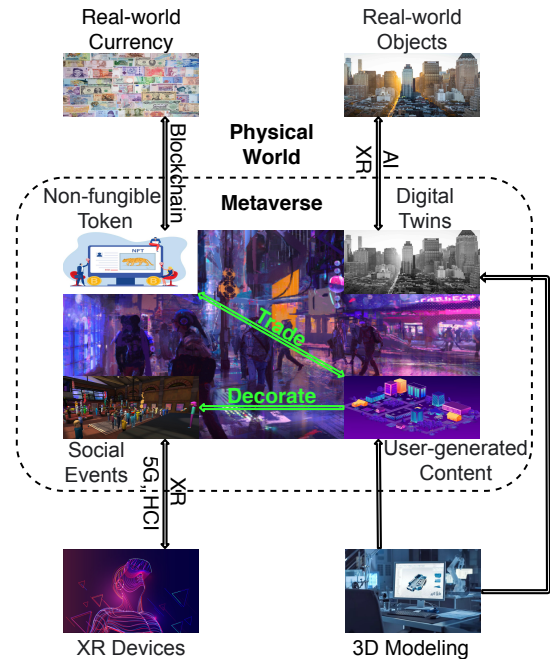 Real-world
Currency
Real-world
Objects
Blockchain
Physical
World
AI
XR
Non-fungible
Token
Metaverse
Digital
Twins
NFT
Trade
Decorate
Social
Events
User-generated
Content
XR
5G, HCI
XR Devices
3D Modeling